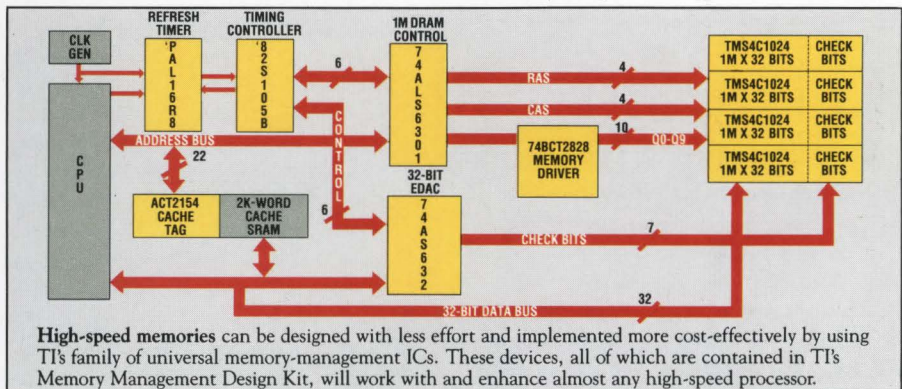 REFRESH TIMER
TIMING CONTROLLER
1M DRAM CONTROL
CLK GEN
'PAL16R8
'82S105B
74ALS6301
6
RAS
4
CAS
4
10
Q0-Q9
TMS4C1024 1M X 32 BITS
CHECK BITS
TMS4C1024 1M X 32 BITS
CHECK BITS
TMS4C1024 1M X 32 BITS
CHECK BITS
TMS4C1024 1M X 32 BITS
CHECK BITS
CPU
ADDRESS BUS
22
CONTROL
6
74BCT2828 MEMORY DRIVER
ACT2154 CACHE TAG
2K-WORD CACHE SRAM
32-BIT EDAC
74AS632
CHECK BITS
7
32-BIT DATA BUS
32
High-speed memories can be designed with less effort and implemented more cost-effectively by using
TI's family of universal memory-management ICs. These devices, all of which are contained in TI's
Memory Management Design Kit, will work with and enhance almost any high-speed processor.